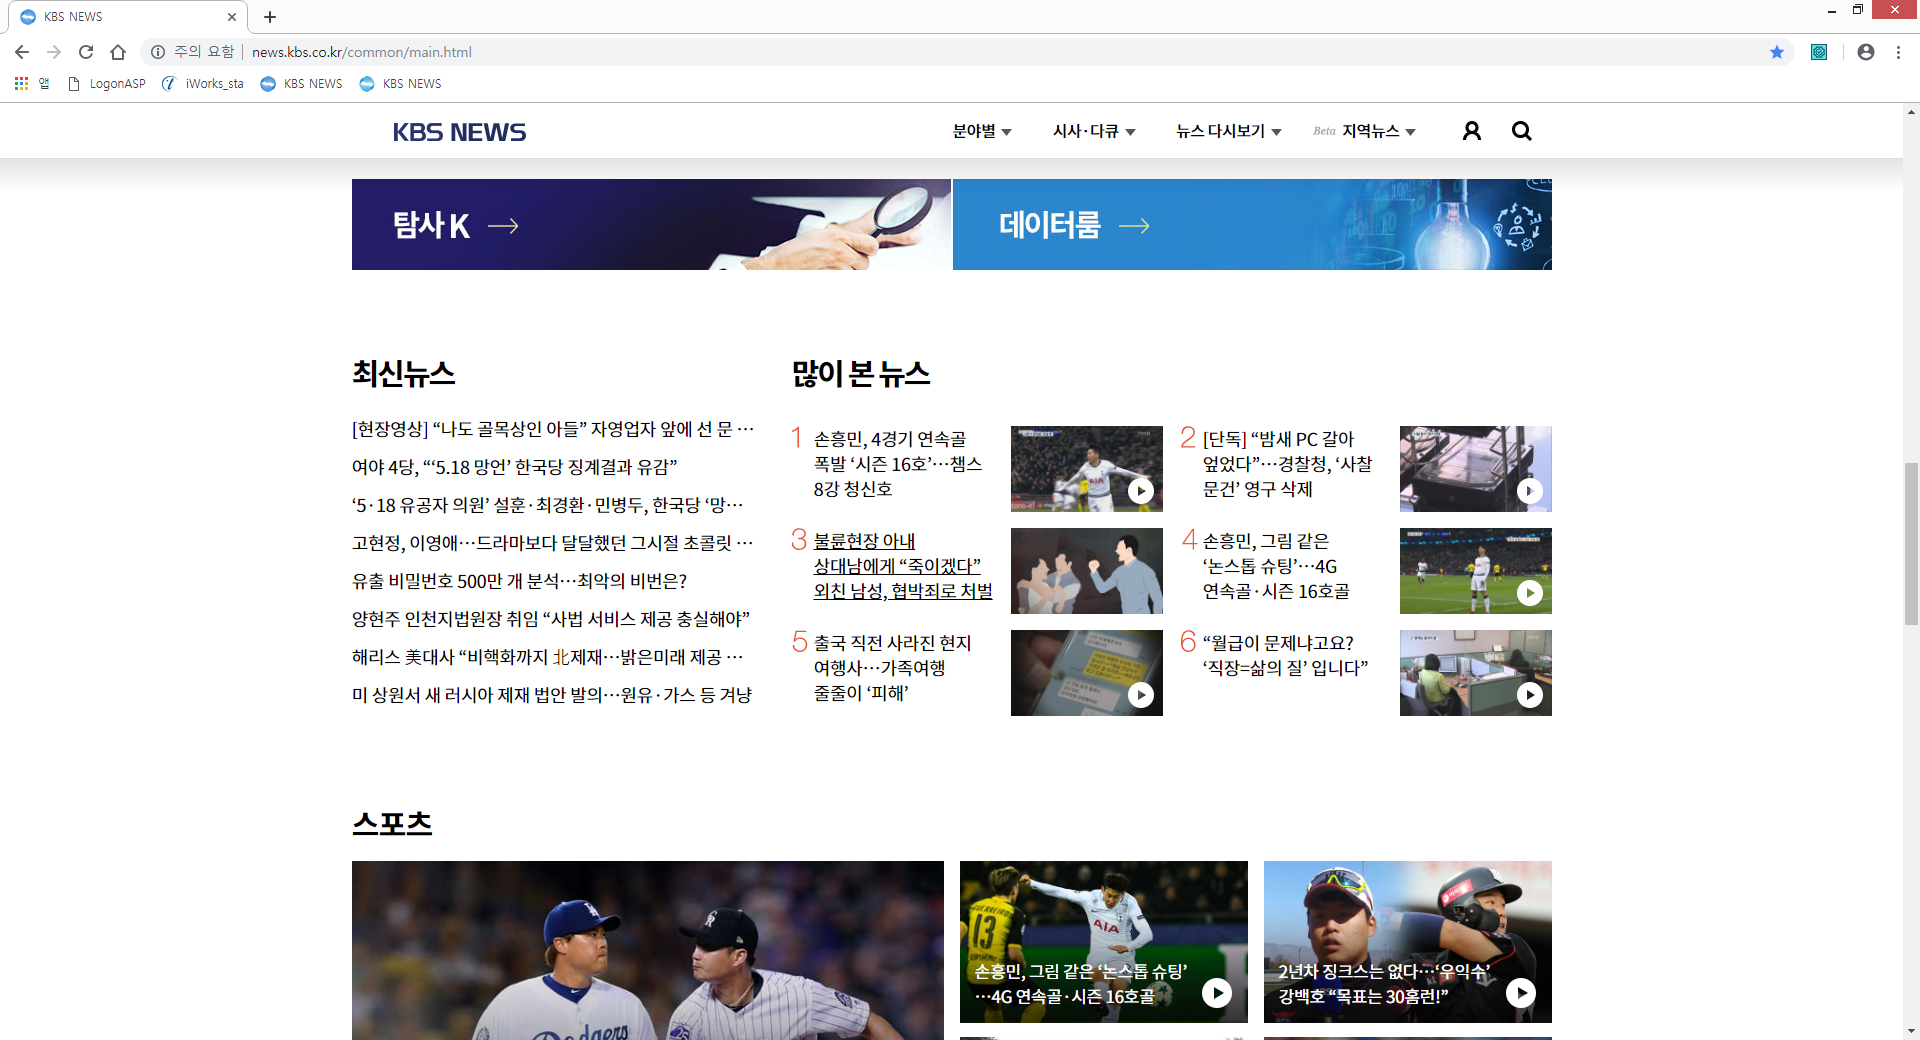 KBS NEWS
주의 요함
news.kbs.co.kr/common/main.html
앱
LogonASP
iWorks_sta
KBS NEWS
KBS NEWS
KBS NEWS
분야별
시사·다큐
뉴스 다시보기
Beta 지역뉴스
탐사 K
데이터룸
최신뉴스
[현장영상] “나도 골목상인 아들” 자영업자 앞에 선 문 …
여야 4당, “‘5.18 망언’ 한국당 징계결과 유감”
‘5·18 유공자 의원’ 설훈·최경환·민병두, 한국당 ‘망…
고현정, 이영애…드라마보다 달달했던 그시절 초콜릿 …
유출 비밀번호 500만 개 분석…최악의 비번은?
양현주 인천지법원장 취임 “사법 서비스 제공 충실해야”
해리스 美대사 “비핵화까지 北제재…밝은미래 제공 …
미 상원서 새 러시아 제재 법안 발의…원유·가스 등 겨냥
많이 본 뉴스
1 손흥민, 4경기 연속골
폭발 ‘시즌 16호’…챔스
8강 청신호
2 [단독] “밤새 PC 갈아
엎었다”…경찰청, ‘사찰
문건’ 영구 삭제
3 불륜현장 아내
상대남에게 “죽이겠다”
외친 남성, 협박죄로 처벌
4 손흥민, 그림 같은
‘논스톱 슈팅’…4G
연속골·시즌 16호골
5 출국 직전 사라진 현지
여행사…가족여행
줄줄이 ‘피해’
6 “월급이 문제냐고요?
‘직장=삶의 질’ 입니다”
스포츠
LA
CR
Dodgers
GUERREIRO
13
AIA
손흥민, 그림 같은 ‘논스톱 슈팅’
…4G 연속골·시즌 16호골
2년차 징크스는 없다…‘우익수’
강백호 “목표는 30홈런!”